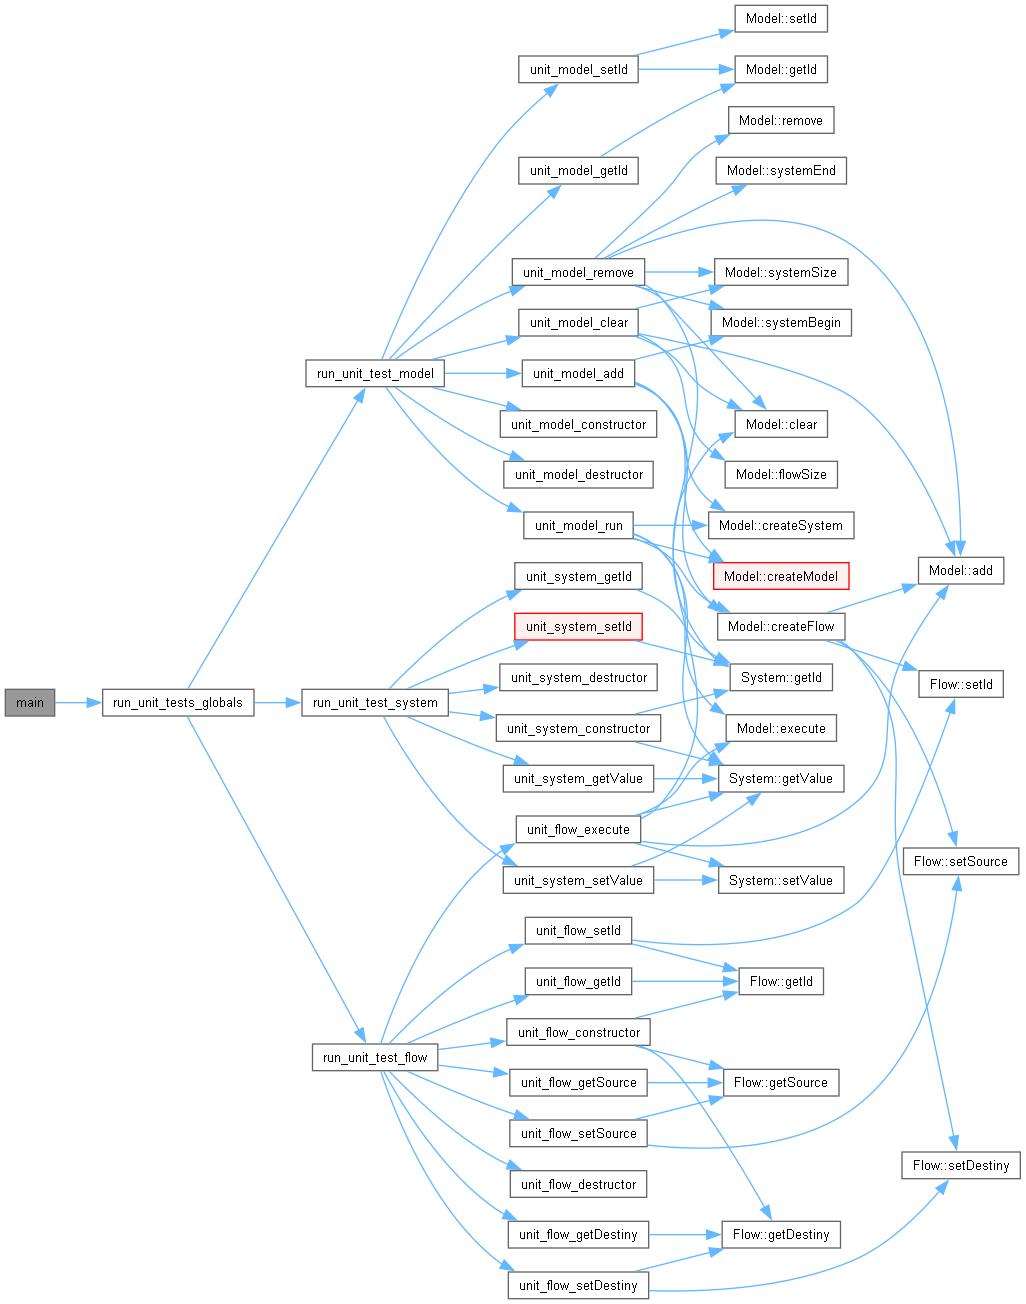 Model::setId
unit_model_setId
Model::getId
Model::remove
unit_model_getId
Model::systemEnd
unit_model_remove
Model::systemSize
unit_model_clear
Model::systemBegin
run_unit_test_model
unit_model_add
unit_model_constructor
Model::clear
unit_model_destructor
Model::flowSize
unit_model_run
Model::createSystem
Model::add
unit_system_getId
Model::createModel
unit_system_setId
Model::createFlow
unit_system_destructor
System::getId
Flow::setId
main
run_unit_tests_globals
run_unit_test_system
unit_system_constructor
Model::execute
unit_system_getValue
System::getValue
unit_flow_execute
Flow::setSource
unit_system_setValue
System::setValue
unit_flow_setId
unit_flow_getId
Flow::getId
unit_flow_constructor
run_unit_test_flow
unit_flow_getSource
Flow::getSource
unit_flow_setSource
Flow::setDestiny
unit_flow_destructor
unit_flow_getDestiny
Flow::getDestiny
unit_flow_setDestiny